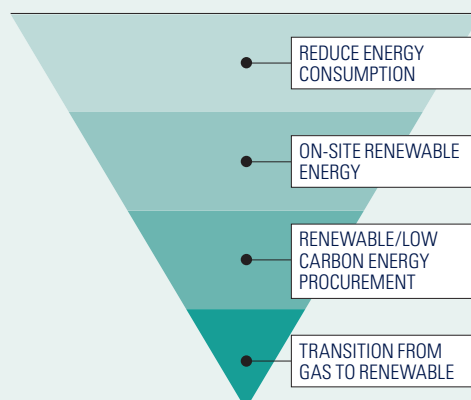 REDUCE ENERGY
CONSUMPTION
ON-SITE RENEWABLE
ENERGY
RENEWABLE/LOW
CARBON ENERGY
PROCUREMENT
TRANSITION FROM
GAS TO RENEWABLE